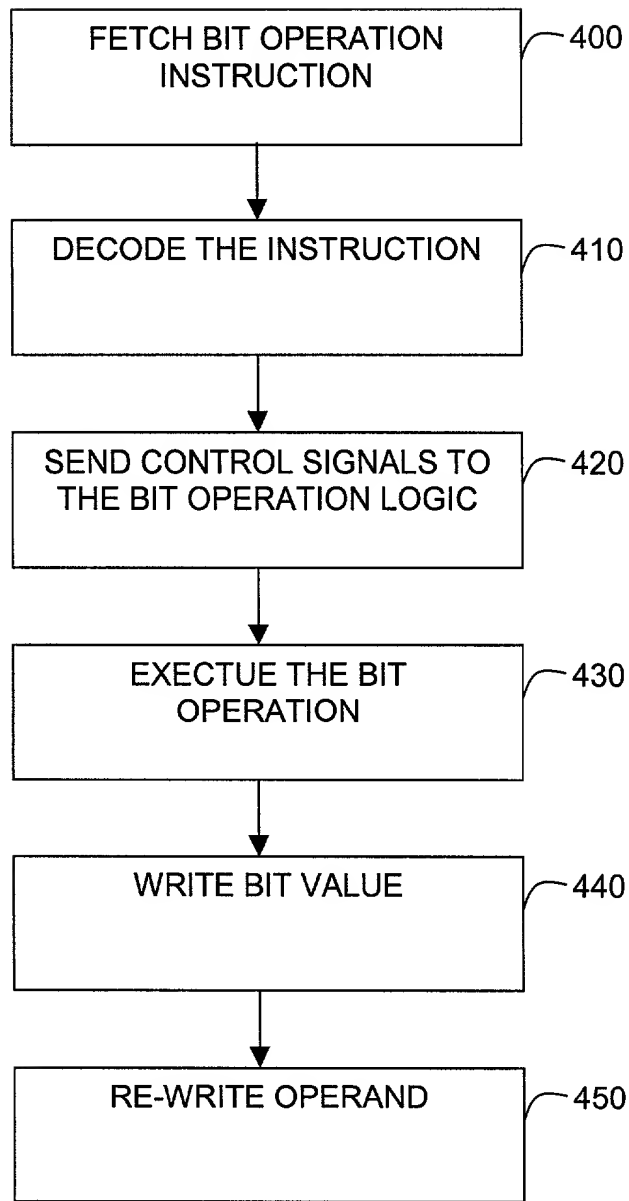 FETCH BIT OPERATION
INSTRUCTION
400
DECODE THE INSTRUCTION
410
SEND CONTROL SIGNALS TO
THE BIT OPERATION LOGIC
420
EXECTUE THE BIT
OPERATION
430
WRITE BIT VALUE
440
RE-WRITE OPERAND
450